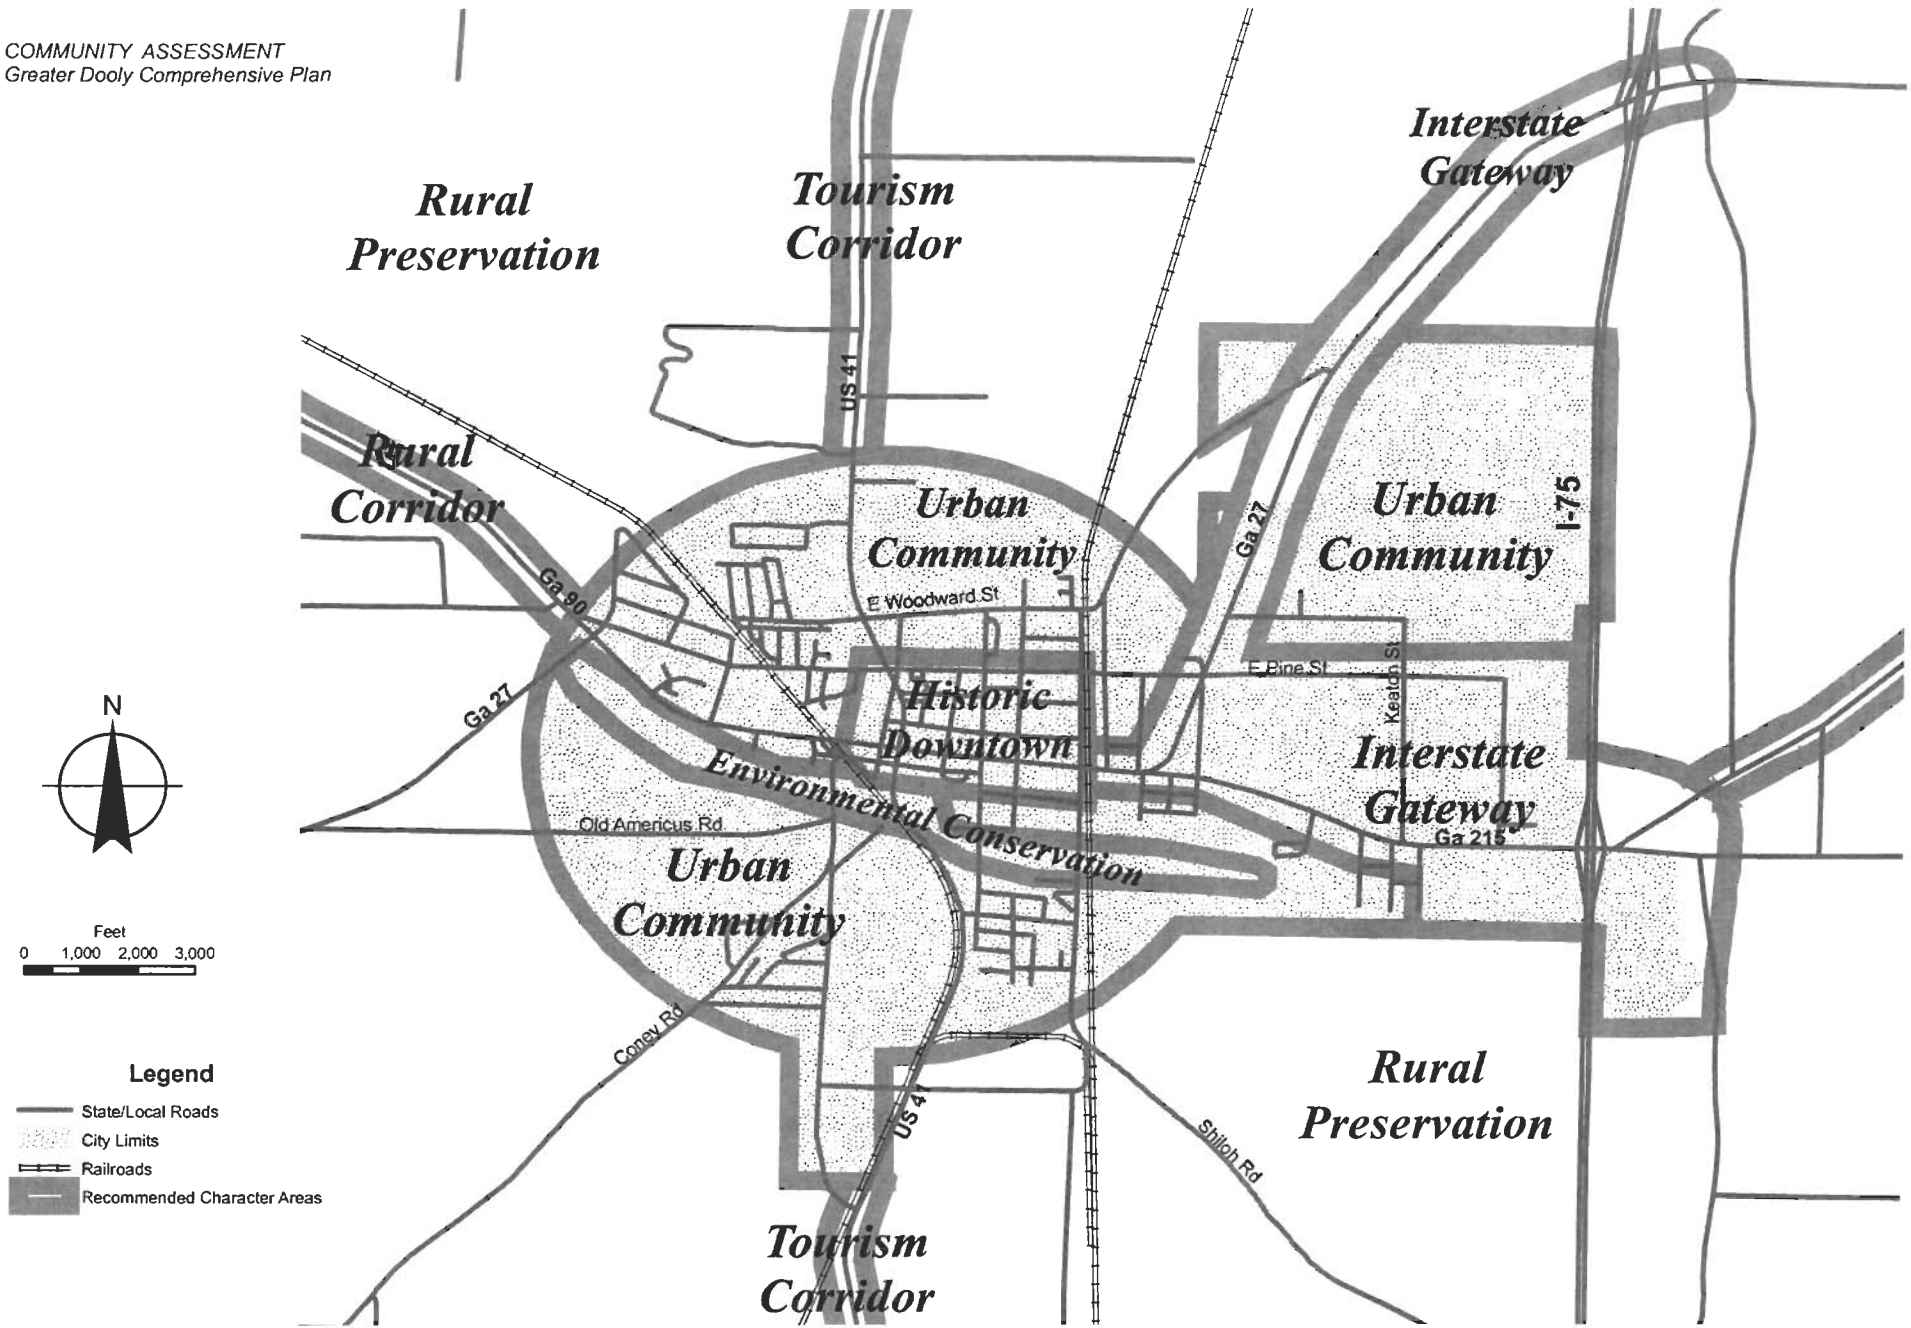 COMMUNITY ASSESSMENT
Greater Dooly Comprehensive Plan
Interstate
Gateway
Rural
Preservation
Tourism
Corridor
US 41
Rural
Corridor
Urban
Community
Urban
Community
I-75
Ga 27
Ga 90
E Woodward St
E Pine St
Keaton St
Historic
Downtown
Ga 27
Interstate
Gateway
Ga 215
Environmental Conservation
Old Americus Rd
Urban
Community
N
Feet
0 1,000 2,000 3,000
Coney Rd
Legend
State/Local Roads
City Limits
Railroads
Recommended Character Areas
US 41
Rural
Preservation
Shiloh Rd
Tourism
Corridor